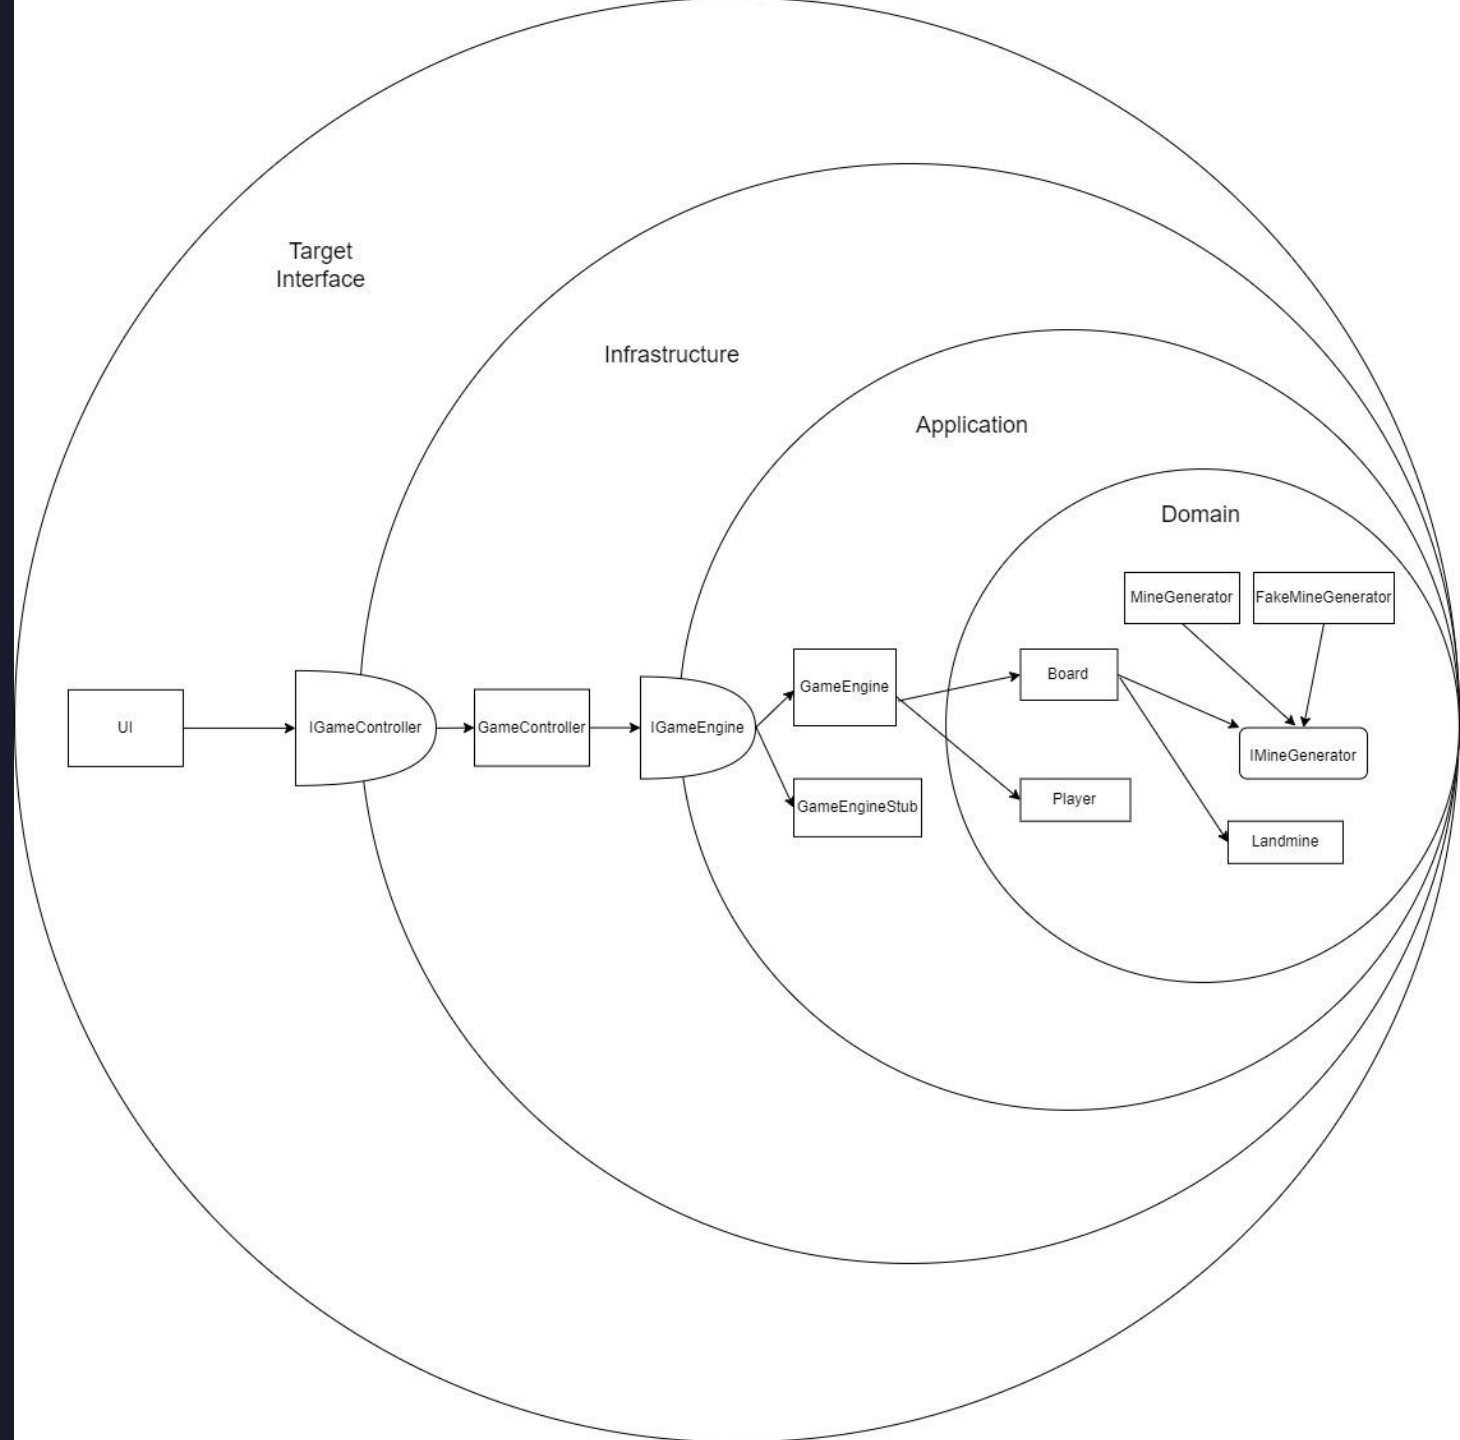 Target
Interface
Infrastructure
Application
Domain
MineGenerator
FakeMineGenerator
UI
IGameController
GameController
IGameEngine
GameEngine
GameEngineStub
Board
Player
IMineGenerator
Landmine